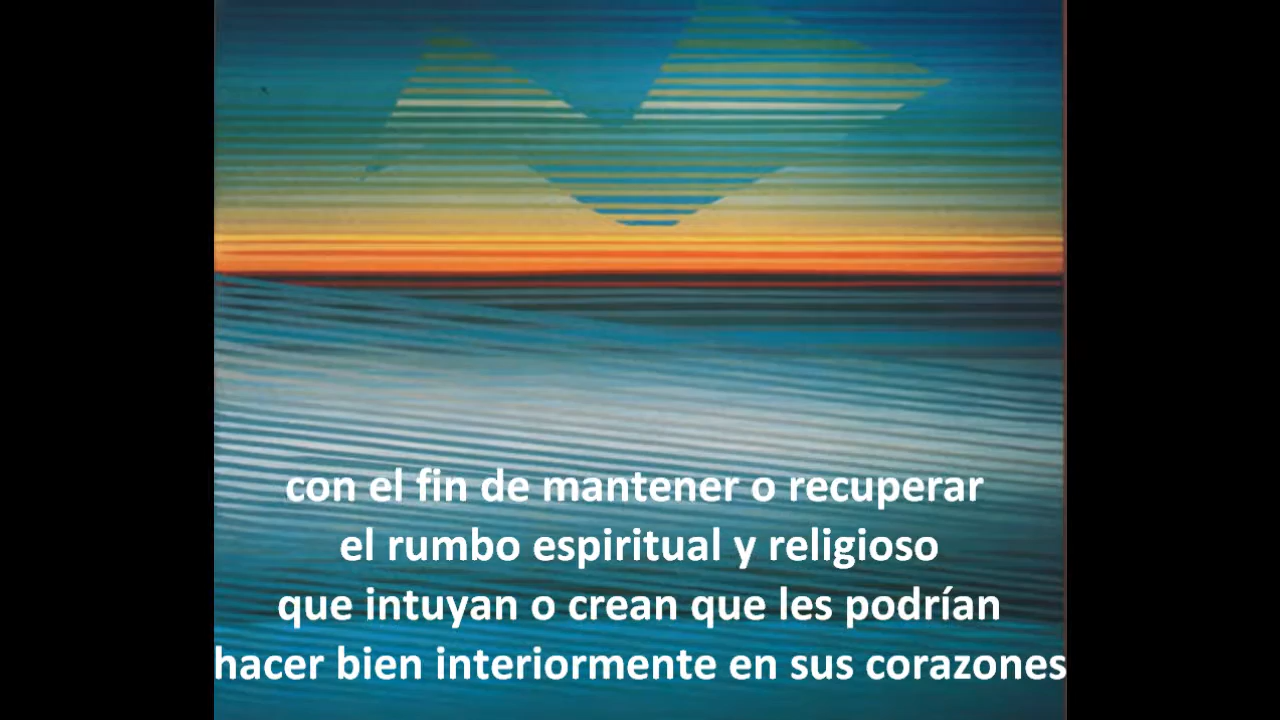 con el fin de mantener o recuperar
el rumbo espiritual y religioso
que intuyan o crean que les podrían
hacer bien interiormente en sus corazones